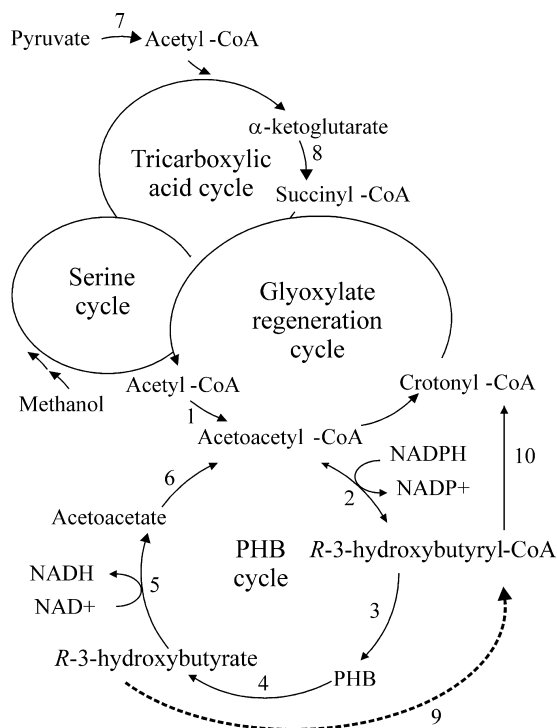 7
Pyruvate
Acetyl -CoA
α-ketoglutarate
8
Tricarboxylic
acid cycle
Succinyl -CoA
Serine
cycle
Glyoxylate
regeneration
cycle
Acetyl -CoA
Crotonyl -CoA
Methanol
1
Acetoacetyl -CoA
NADPH
10
6
2
NADP+
Acetoacetate
PHB
cycle
R-3-hydroxybutyryl-CoA
NADH
NAD+
5
3
R-3-hydroxybutyrate
PHB
4
9